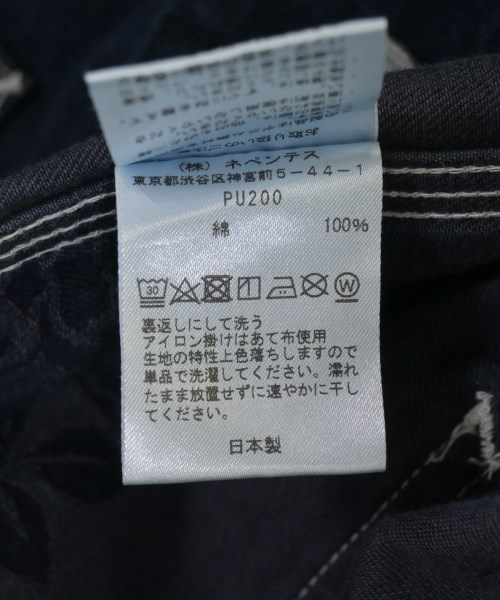 (株) ネペンテス
東京都渋谷区神宮前5-44-1
PU200
綿 100%
30 W
裏返しにして洗う
アイロン掛けはあて布使用
生地の特性上色落ちしますので
単品で洗濯してください。濡れ
たまま放置せずに速やかに干し
てください。
日本製